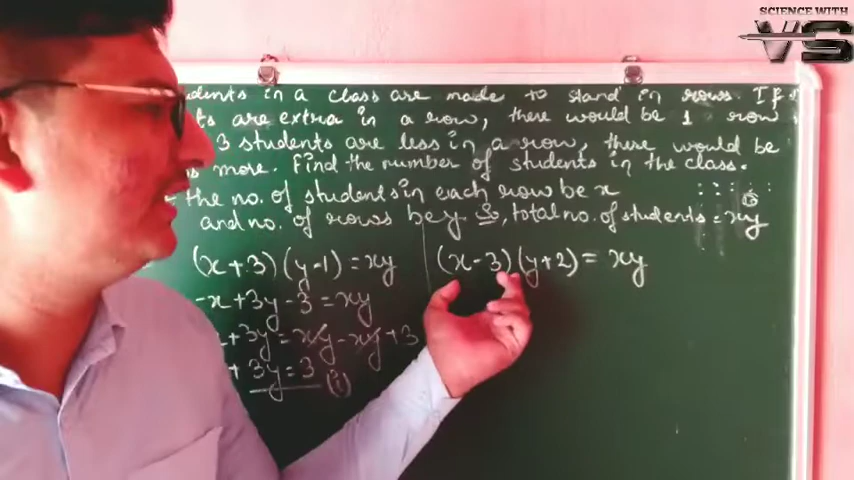 SCIENCE WITH
VS
dents in a class are made to stand in rows. If
ts are extra in a row, there would be 1 row
3 students are less in a row, there would be
s more. Find the number of students in the class.
the no. of students in each row be x
and no. of rows be y So, total no. of students = xy
(x+3)(y-1)=xy
(x-3)(y+2)= xy
-x+3y-3=xy
+3y=xy-xy+3
+ 3y=3 (i)